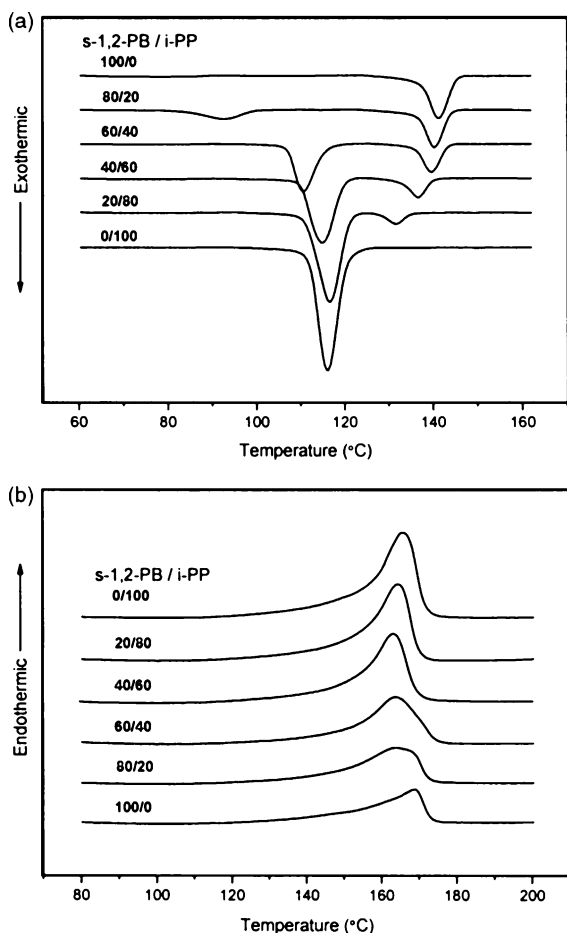 (a)
s-1,2-PB / i-PP
100/0
80/20
60/40
40/60
20/80
0/100
Exothermic
60 80 100 120 140 160
Temperature (°C)
(b)
s-1,2-PB / i-PP
0/100
20/80
40/60
60/40
80/20
100/0
Endothermic
80 100 120 140 160 180 200
Temperature (°C)